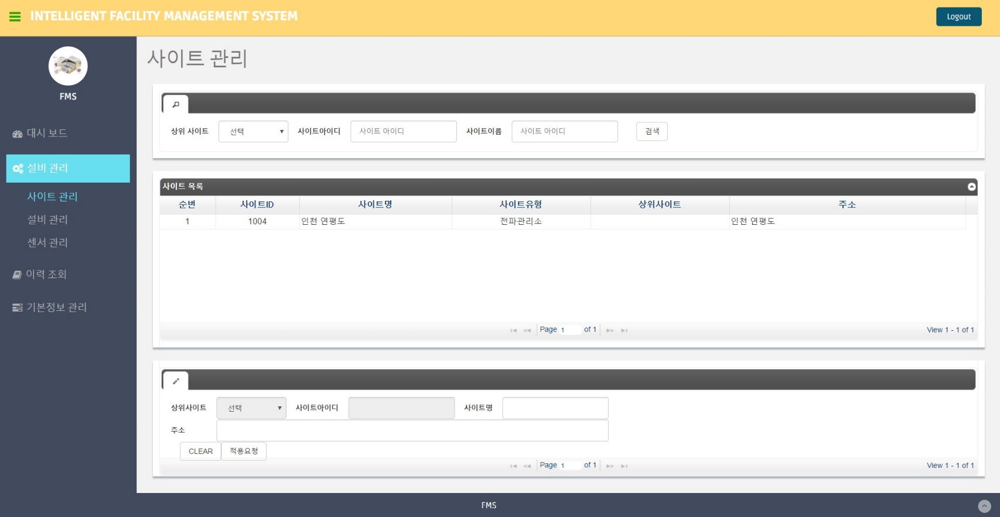 INTELLIGENT FACILITY MANAGEMENT SYSTEM
Logout
FMS
대시 보드
설비 관리
사이트 관리
설비 관리
센서 관리
이력 조회
기본정보 관리
사이트 관리
상위 사이트 선택 사이트아이디 사이트 아이디 사이트이름 사이트 아이디 검색
사이트 목록
순번 사이트ID 사이트명 사이트유형 상위사이트 주소
1 1004 인천 연평도 전파관리소 인천 연평도
Page 1 of 1 View 1 - 1 of 1
상위사이트 선택 사이트아이디 사이트명
주소
CLEAR 적용요청
Page 1 of 1 View 1 - 1 of 1
FMS